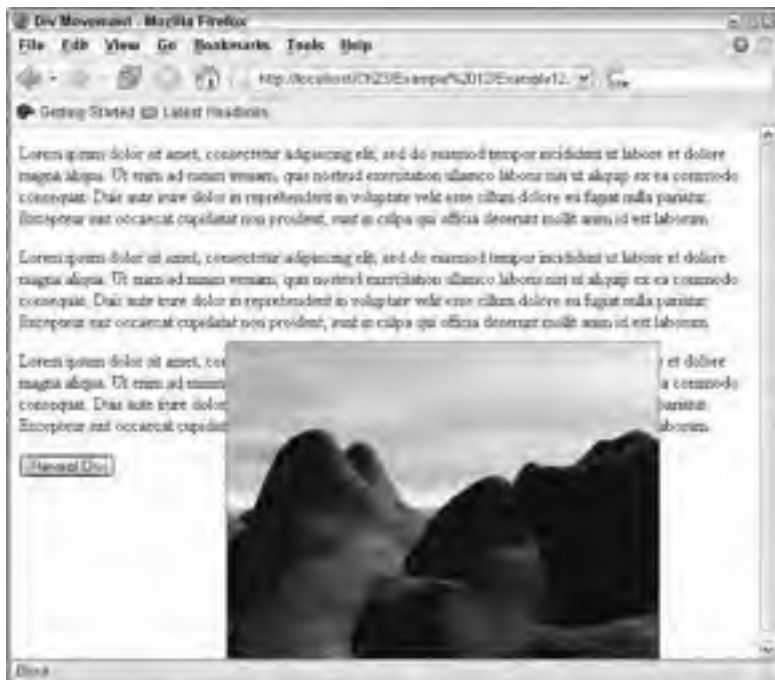 Div Movement - Mozilla Firefox
File Edit View Go Bookmarks Tools Help
http://localhost/Ch23/Example%2012/Example12.
Go
Getting Started Latest Headlines
Lorem ipsum dolor sit amet, consectetur adipisicing elit, sed do eiusmod tempor incididunt ut labore et dolore
magna aliqua. Ut enim ad minim veniam, quis nostrud exercitation ullamco laboris nisi ut aliquip ex ea commodo
consequat. Duis aute irure dolor in reprehenderit in voluptate velit esse cillum dolore eu fugiat nulla pariatur.
Excepteur sint occaecat cupidatat non proident, sunt in culpa qui officia deserunt mollit anim id est laborum.
Lorem ipsum dolor sit amet, consectetur adipisicing elit, sed do eiusmod tempor incididunt ut labore et dolore
magna aliqua. Ut enim ad minim veniam, quis nostrud exercitation ullamco laboris nisi ut aliquip ex ea commodo
consequat. Duis aute irure dolor in reprehenderit in voluptate velit esse cillum dolore eu fugiat nulla pariatur.
Excepteur sint occaecat cupidatat non proident, sunt in culpa qui officia deserunt mollit anim id est laborum.
Lorem ipsum dolor sit amet, co et dolore
magna aliqua. Ut enim ad minim a commodo
consequat. Duis aute irure dolor pariatur.
Excepteur sint occaecat cupidat laborum.
Reveal Div
Done